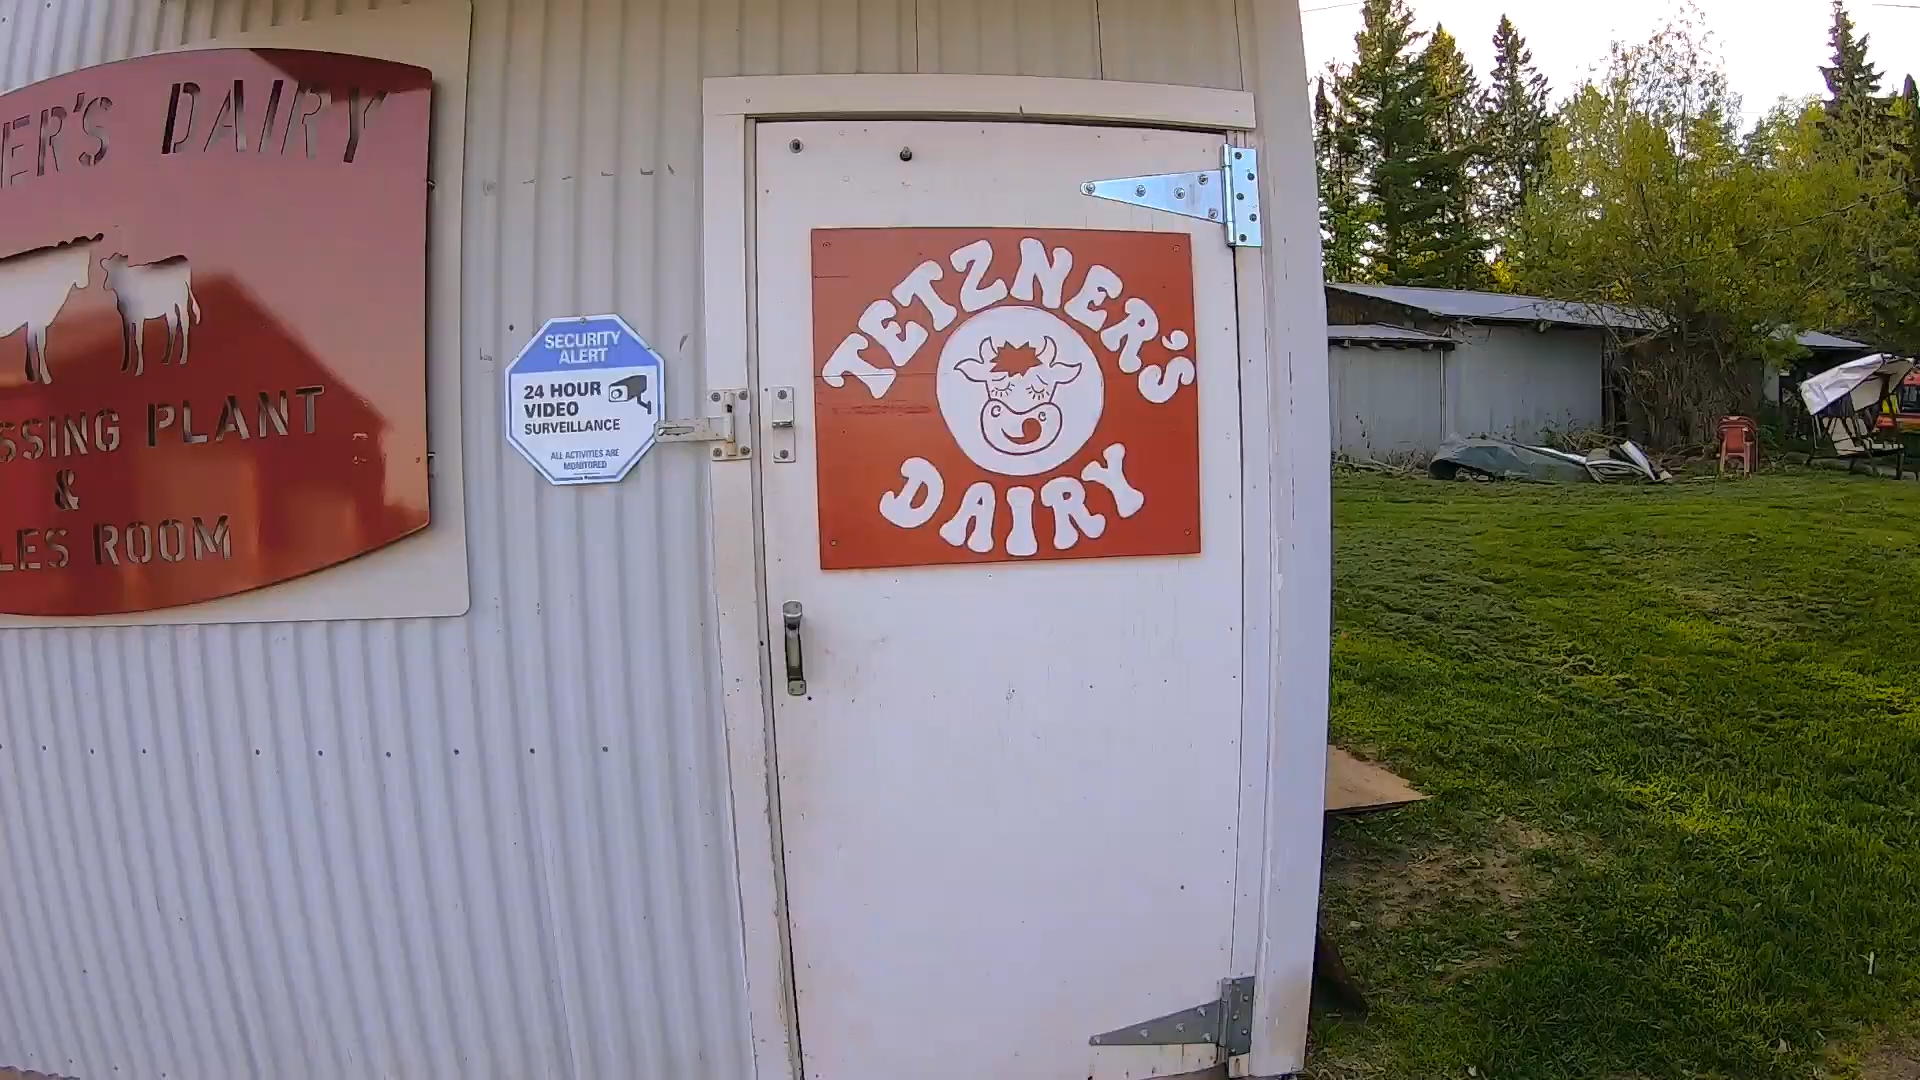 ER'S DAIRY
SSING PLANT
&
LES ROOM
SECURITY
ALERT
24 HOUR
VIDEO
SURVEILLANCE
ALL ACTIVITIES ARE
MONITORED
TETZNER'S
DAIRY